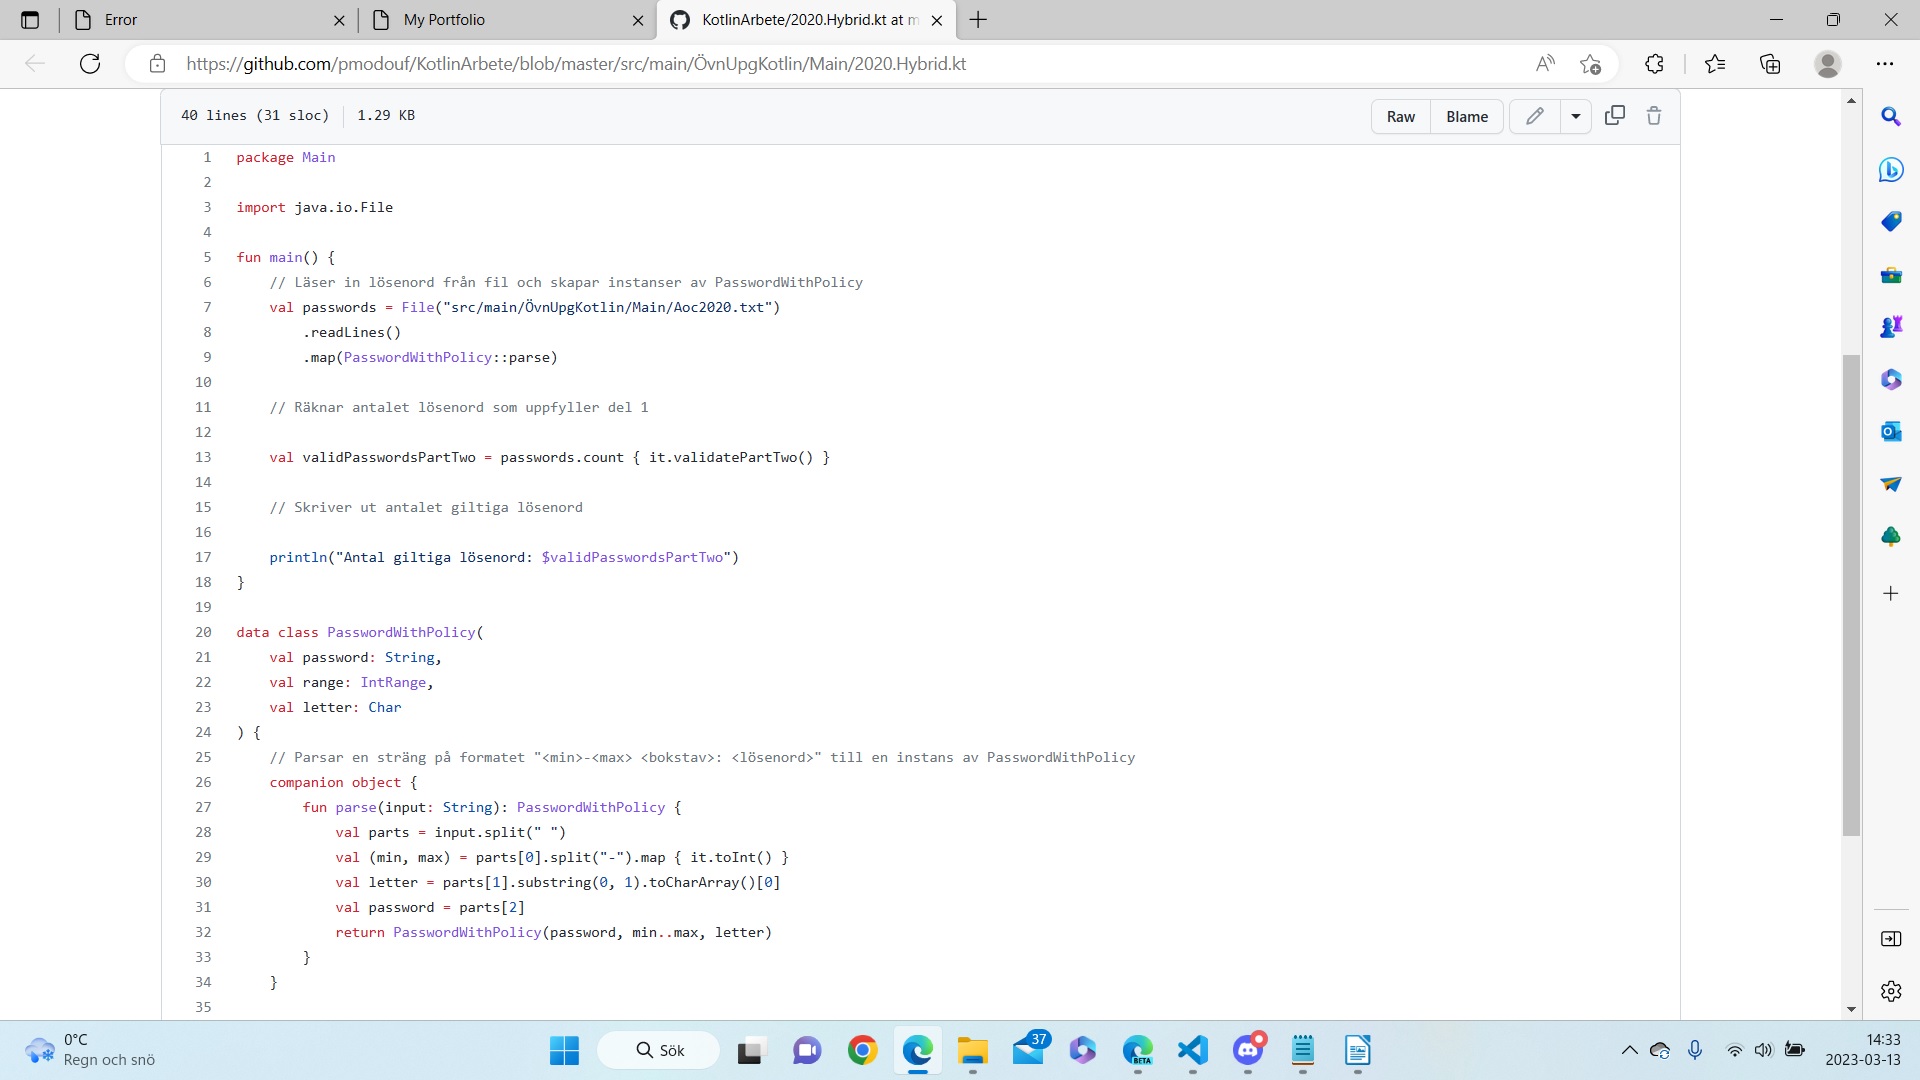 Error
My Portfolio
KotlinArbete/2020.Hybrid.kt at m
https://github.com/pmodouf/KotlinArbete/blob/master/src/main/ÖvnUpgKotlin/Main/2020.Hybrid.kt
40 lines (31 sloc) 1.29 KB
Raw Blame
1 package Main
2
3 import java.io.File
4
5 fun main() {
6 // Läser in lösenord från fil och skapar instanser av PasswordWithPolicy
7 val passwords = File("src/main/ÖvnUpgKotlin/Main/Aoc2020.txt")
8 .readLines()
9 .map(PasswordWithPolicy::parse)
10
11 // Räknar antalet lösenord som uppfyller del 1
12
13 val validPasswordsPartTwo = passwords.count { it.validatePartTwo() }
14
15 // Skriver ut antalet giltiga lösenord
16
17 println("Antal giltiga lösenord: $validPasswordsPartTwo")
18 }
19
20 data class PasswordWithPolicy(
21 val password: String,
22 val range: IntRange,
23 val letter: Char
24 ) {
25 // Parsar en sträng på formatet "<min>-<max> <bokstav>: <lösenord>" till en instans av PasswordWithPolicy
26 companion object {
27 fun parse(input: String): PasswordWithPolicy {
28 val parts = input.split(" ")
29 val (min, max) = parts[0].split("-").map { it.toInt() }
30 val letter = parts[1].substring(0, 1).toCharArray()[0]
31 val password = parts[2]
32 return PasswordWithPolicy(password, min..max, letter)
33 }
34 }
35
0°C
Regn och snö
Sök
37
BETA
14:33
2023-03-13